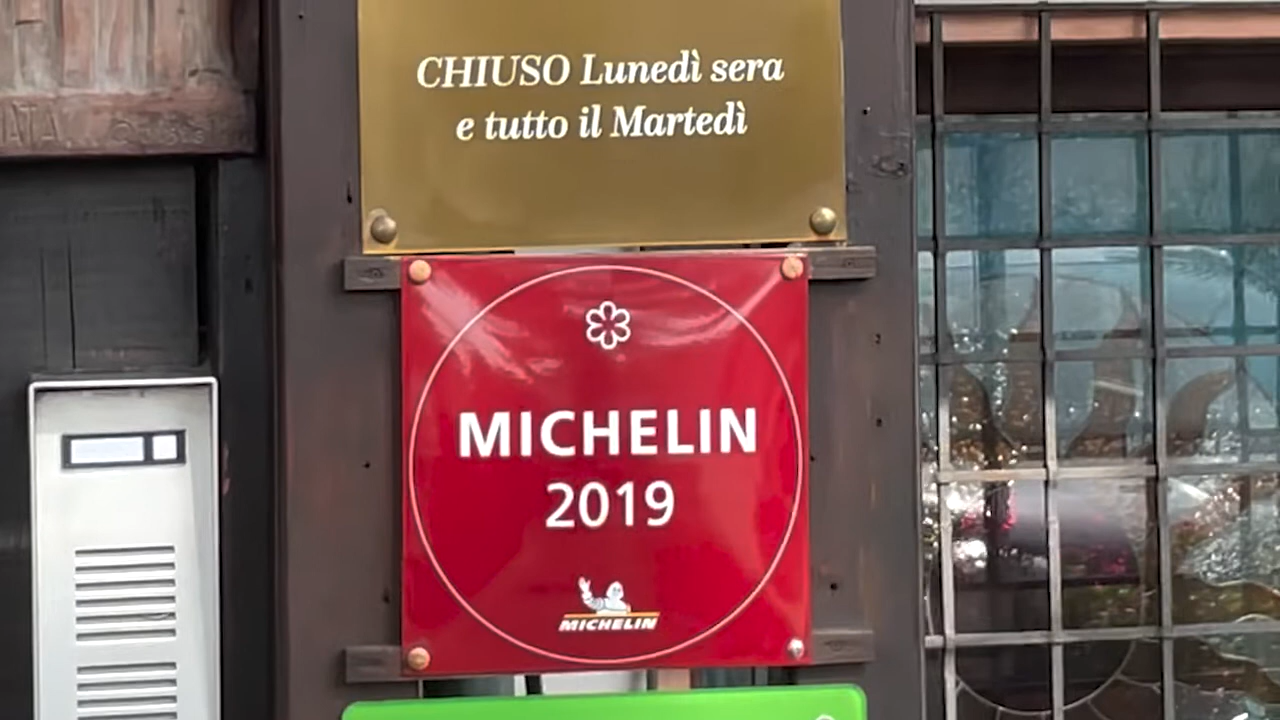 CHIUSO Lunedì sera
e tutto il Martedì
MICHELIN
2019
MICHELIN